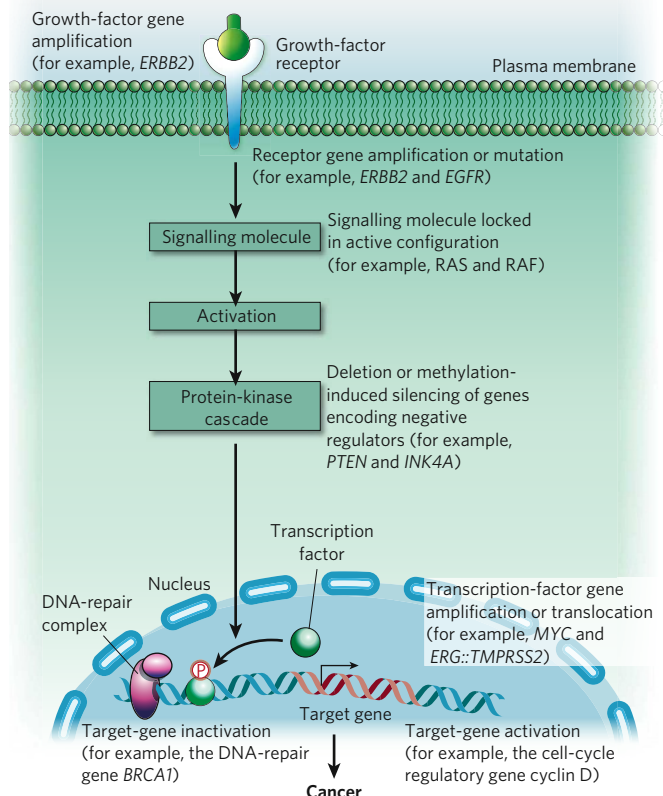 Growth-factor gene
amplification
(for example, ERBB2)
Growth-factor
receptor
Plasma membrane
Receptor gene amplification or mutation
(for example, ERBB2 and EGFR)
Signalling molecule
Signalling molecule locked
in active configuration
(for example, RAS and RAF)
Activation
Protein-kinase
cascade
Deletion or methylation-
induced silencing of genes
encoding negative
regulators (for example,
PTEN and INK4A)
Transcription
factor
Nucleus
DNA-repair
complex
Transcription-factor gene
amplification or translocation
(for example, MYC and
ERG::TMPRSS2)
P
Target gene
Target-gene inactivation
(for example, the DNA-repair
gene BRCA1)
Target-gene activation
(for example, the cell-cycle
regulatory gene cyclin D)
Cancer